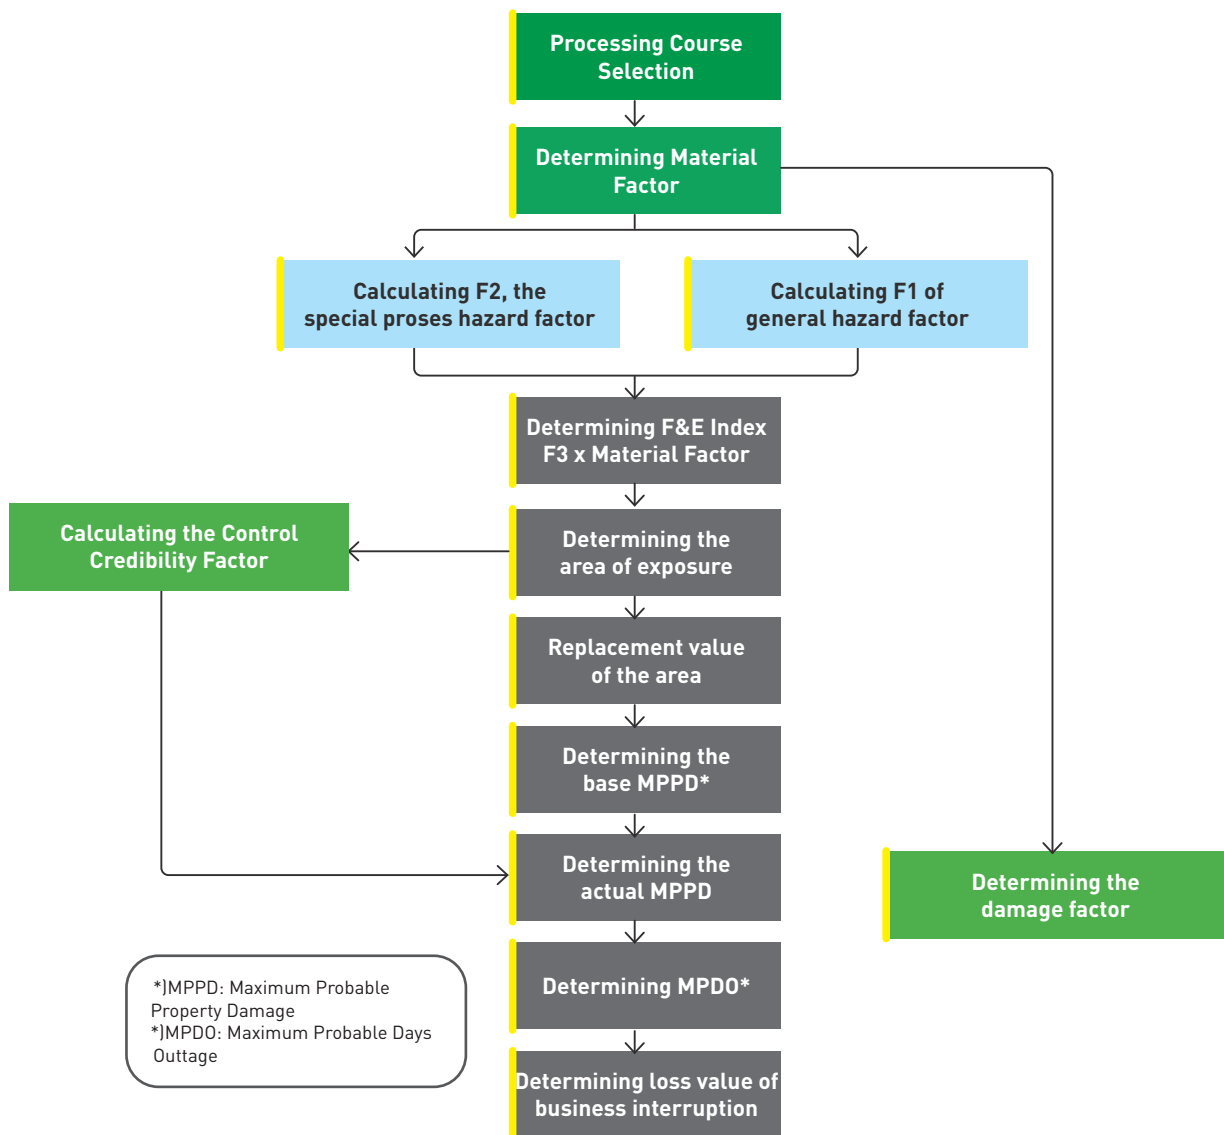 Processing Course
Selection
Determining Material
Factor
Calculating F2, the
special proses hazard factor
Calculating F1 of
general hazard factor
Determining F&E Index
F3 x Material Factor
Calculating the Control
Credibility Factor
Determining the
area of exposure
Replacement value
of the area
Determining the
base MPPD*
Determining the
actual MPPD
Determining the
damage factor
Determining MPDO*
*)MPPD: Maximum Probable
Property Damage
*)MPDO: Maximum Probable Days
Outtage
Determining loss value of
business interruption